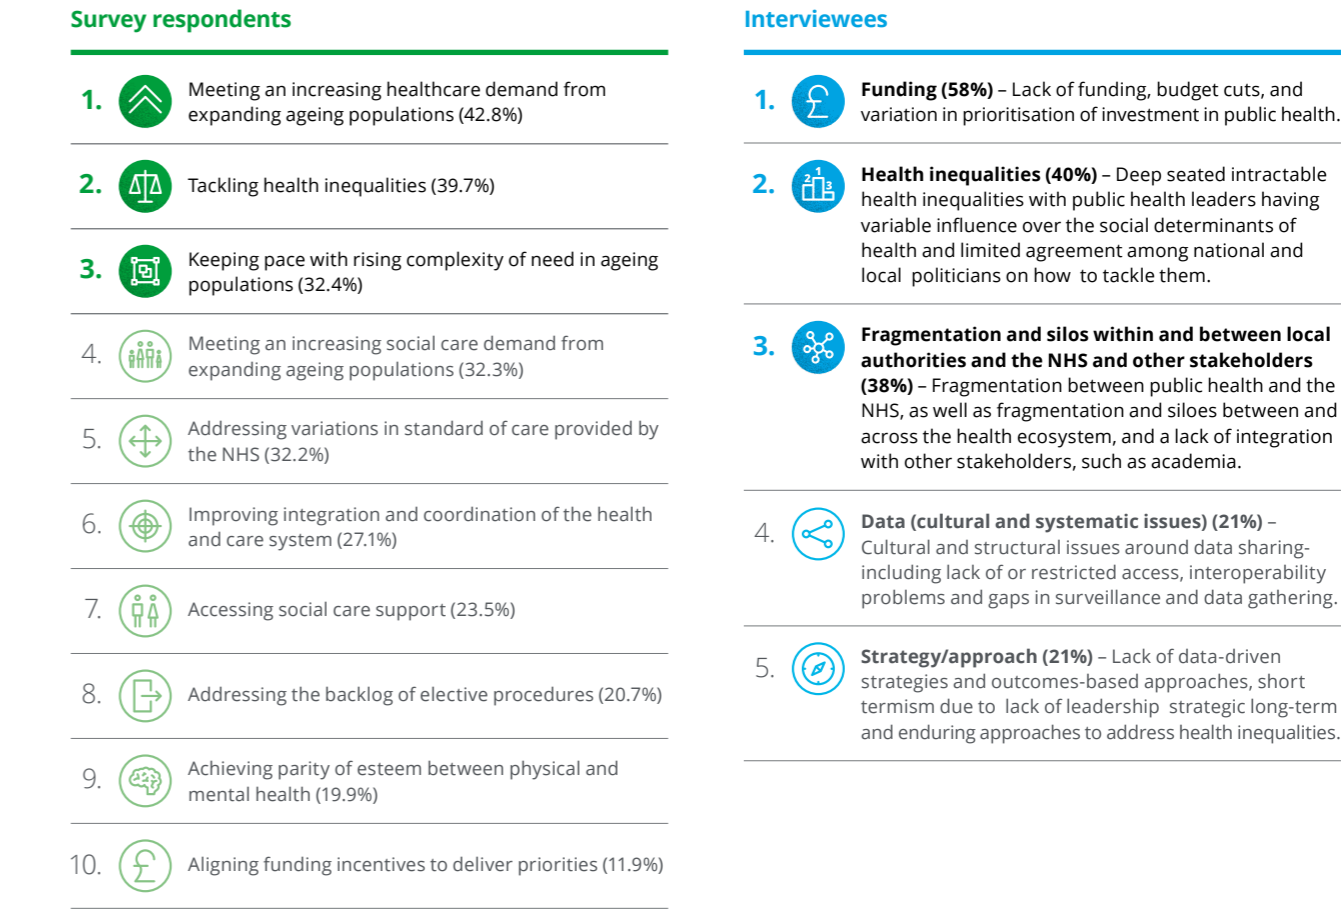 Survey respondents
1.
Meeting an increasing healthcare demand from
expanding ageing populations (42.8%)
2.
Tackling health inequalities (39.7%)
3.
Keeping pace with rising complexity of need in ageing
populations (32.4%)
4.
Meeting an increasing social care demand from
expanding ageing populations (32.3%)
5.
Addressing variations in standard of care provided by
the NHS (32.2%)
6.
Improving integration and coordination of the health
and care system (27.1%)
7.
Accessing social care support (23.5%)
8.
Addressing the backlog of elective procedures (20.7%)
9.
Achieving parity of esteem between physical and
mental health (19.9%)
10.
£
Aligning funding incentives to deliver priorities (11.9%)
Interviewees
1.
£
Funding (58%) – Lack of funding, budget cuts, and
variation in prioritisation of investment in public health.
2.
2 1 3
Health inequalities (40%) – Deep seated intractable
health inequalities with public health leaders having
variable influence over the social determinants of
health and limited agreement among national and
local politicians on how to tackle them.
3.
Fragmentation and silos within and between local
authorities and the NHS and other stakeholders
(38%) – Fragmentation between public health and the
NHS, as well as fragmentation and siloes between and
across the health ecosystem, and a lack of integration
with other stakeholders, such as academia.
4.
Data (cultural and systematic issues) (21%) –
Cultural and structural issues around data sharing-
including lack of or restricted access, interoperability
problems and gaps in surveillance and data gathering.
5.
Strategy/approach (21%) – Lack of data-driven
strategies and outcomes-based approaches, short
termism due to lack of leadership strategic long-term
and enduring approaches to address health inequalities.